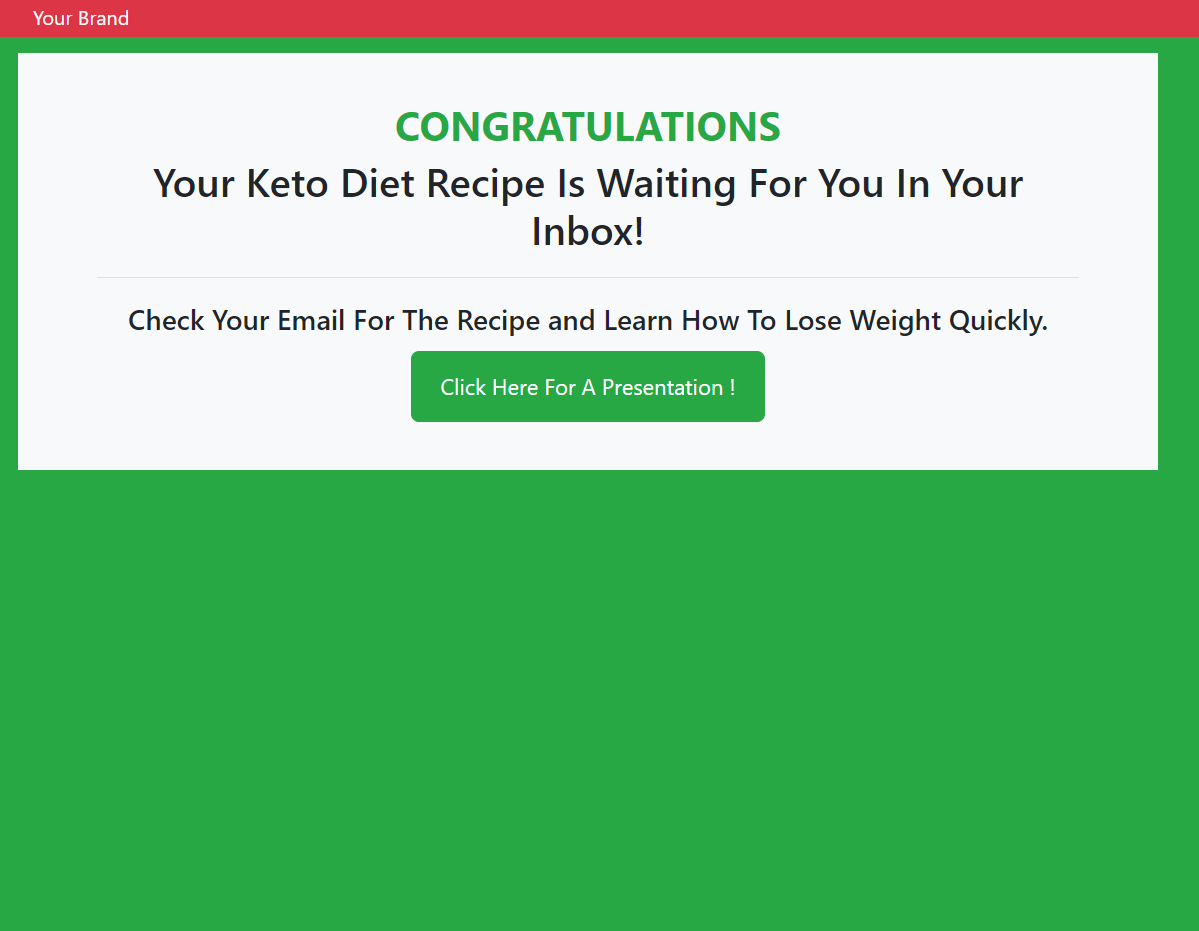 Your Brand
CONGRATULATIONS
Your Keto Diet Recipe Is Waiting For You In Your
Inbox!
Check Your Email For The Recipe and Learn How To Lose Weight Quickly.
Click Here For A Presentation !